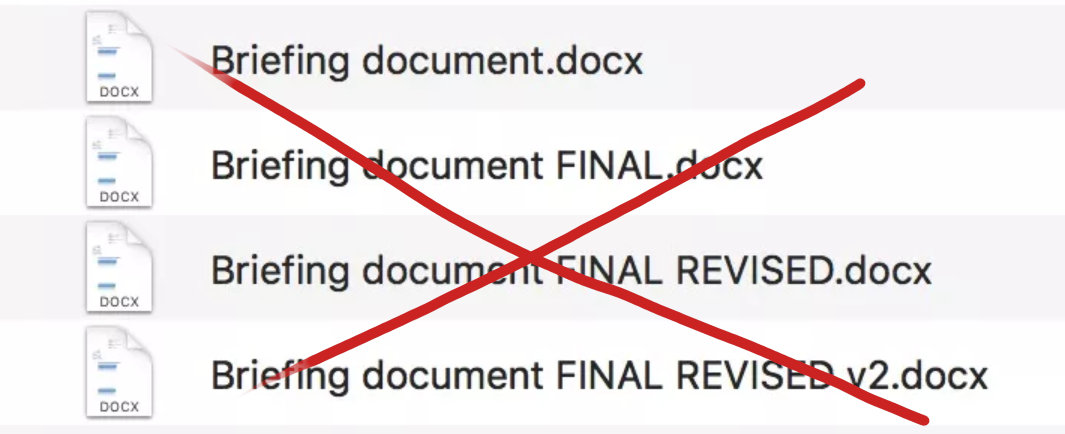 DOCX Briefing document.docx
DOCX Briefing document FINAL.docx
DOCX Briefing document FINAL REVISED.docx
DOCX Briefing document FINAL REVISED v2.docx